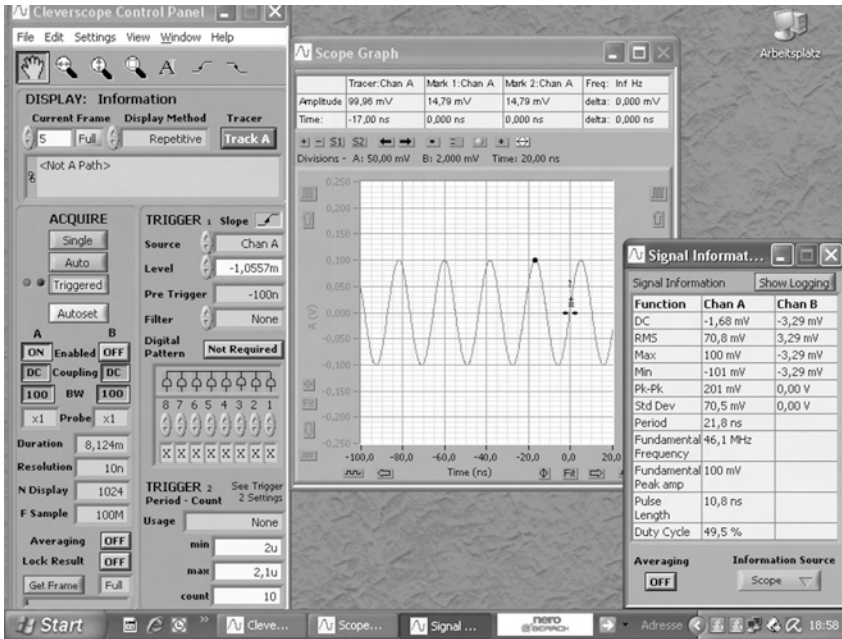 Cleverscope Control Panel
File Edit Settings View Window Help
DISPLAY: Information
Current Frame Display Method Tracer
5 Full Repetitive Track A
<Not A Path>
ACQUIRE
Single
Auto
Triggered
Autoset
A B
ON Enabled OFF
DC Coupling DC
100 BW 100
x1 Probe x1
Duration 8,124m
Resolution 10n
N Display 1024
F Sample 100M
Averaging OFF
Lock Result OFF
Get Frame Full
TRIGGER 1 Slope
Source Chan A
Level -1,0557m
Pre Trigger -100n
Filter None
Digital
Pattern Not Required
8 7 6 5 4 3 2 1
X X X X X X X X
TRIGGER 2 See Trigger
Period - Count 2 Settings
Usage None
min 2u
max 2,1u
count 10
Scope Graph
Tracer:Chan A Mark 1:Chan A Mark 2:Chan A Freq: Inf Hz
Amplitude 99,96 mV 14,79 mV 14,79 mV delta: 0,000 mV
Time: -17,00 ns 0,000 ns 0,000 ns delta: 0,000 ns
S1 S2
Divisions - A: 50,00 mV B: 2,000 mV Time: 20,00 ns
0,250
0,200
0,150
0,100
0,050
0,000
-0,050
-0,100
-0,150
-0,200
-0,250
A (V)
Fit
-100,0 -80,0 -60,0 -40,0 -20,0 0,0 20,0
Time (ns) Fit
Arbeitsplatz
Signal Informat...
Signal Information Show Logging
Function Chan A Chan B
DC -1,68 mV -3,29 mV
RMS 70,8 mV 3,29 mV
Max 100 mV -3,29 mV
Min -101 mV -3,29 mV
Pk-Pk 201 mV 0,00 V
Std Dev 70,5 mV 0,00 V
Period 21,8 ns
Fundamental 46,1 MHz
Frequency
Fundamental 100 mV
Peak amp
Pulse 10,8 ns
Length
Duty Cycle 49,5 %
Averaging Information Source
OFF Scope
Start Cleve... Scope... Signal ... nero SEARCH Adresse 18:58